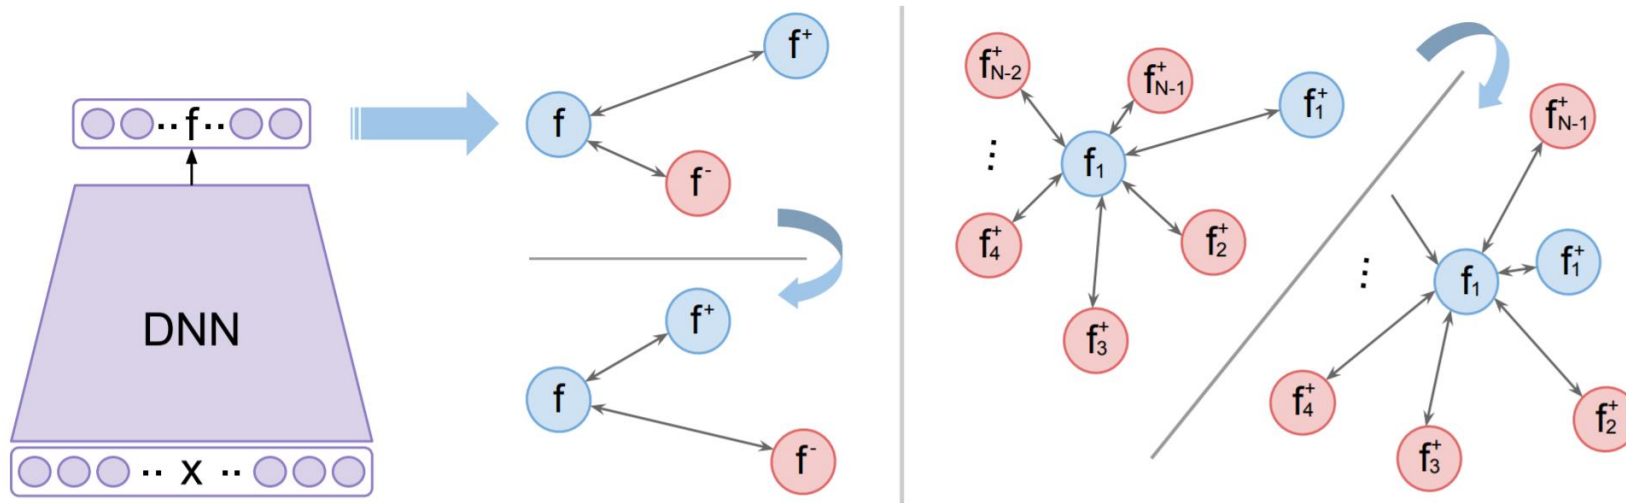 ·· f ··
DNN
·· x ··
f+
f
f-
f+
f
f-
f+N-2
f+N-1
f+1
f1
⋮
f+4
f+2
f+3
f+N-1
f+1
f1
⋮
f+4
f+3
f+2